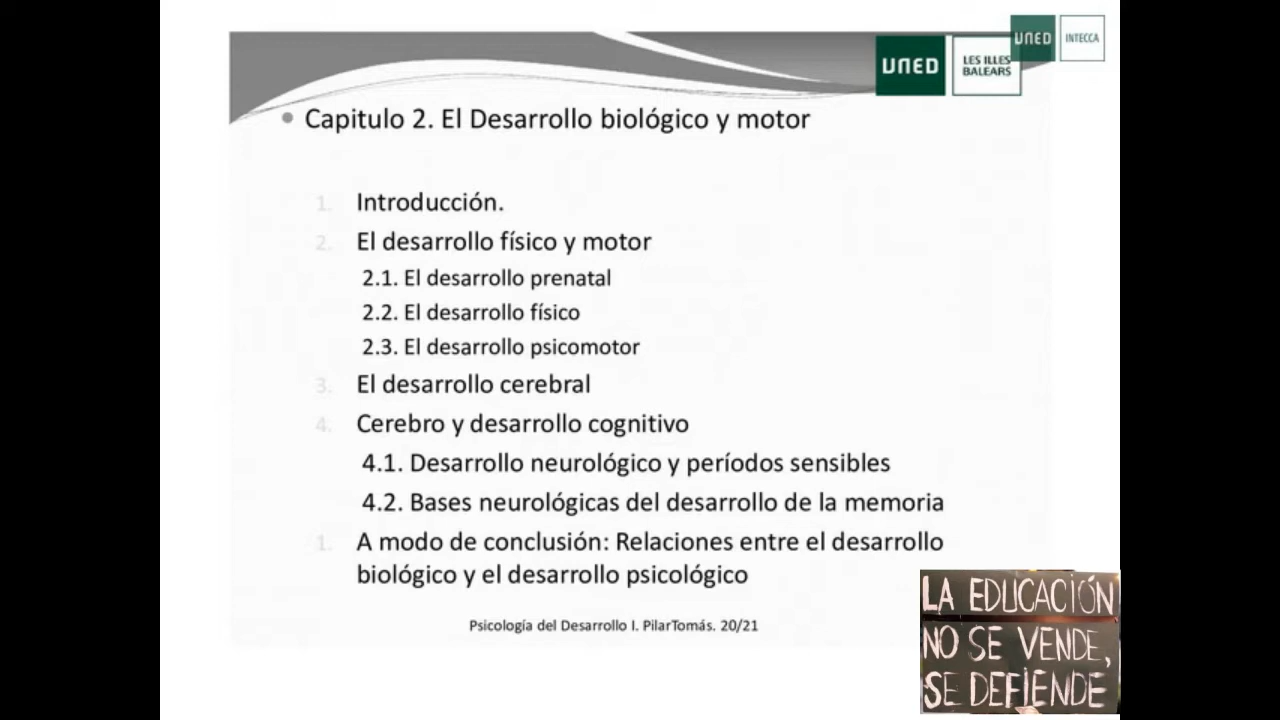 UNED
INTECCA
UNED
LES ILLES
BALEARS
Capitulo 2. El Desarrollo biológico y motor
1. Introducción.
2. El desarrollo físico y motor
2.1. El desarrollo prenatal
2.2. El desarrollo físico
2.3. El desarrollo psicomotor
3. El desarrollo cerebral
4. Cerebro y desarrollo cognitivo
4.1. Desarrollo neurológico y períodos sensibles
4.2. Bases neurológicas del desarrollo de la memoria
1. A modo de conclusión: Relaciones entre el desarrollo
biológico y el desarrollo psicológico
Psicología del Desarrollo I. PilarTomás. 20/21
LA EDUCACIÓN
NO SE VENDE,
SE DEFIENDE